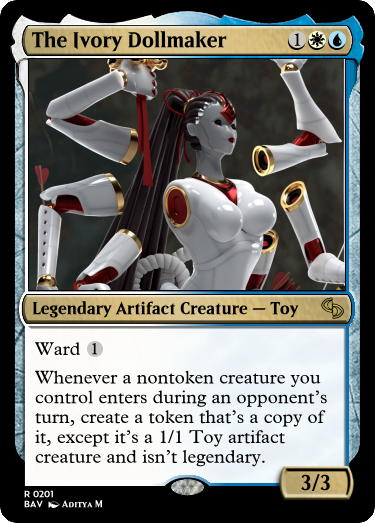 The Ivory Dollmaker 1
Legendary Artifact Creature — Toy
Ward 1
Whenever a nontoken creature you
control enters during an opponent's
turn, create a token that's a copy of
it, except it's a 1/1 Toy artifact
creature and isn't legendary.
3/3
R 0201
BAV Aditya M